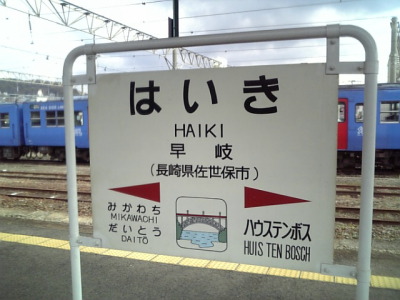 はいき
HAIKI
早岐
(長崎県佐世保市)
みかわち
MIKAWACHI
だいとう
DAITŌ
ハウステンボス
HUIS TEN BOSCH